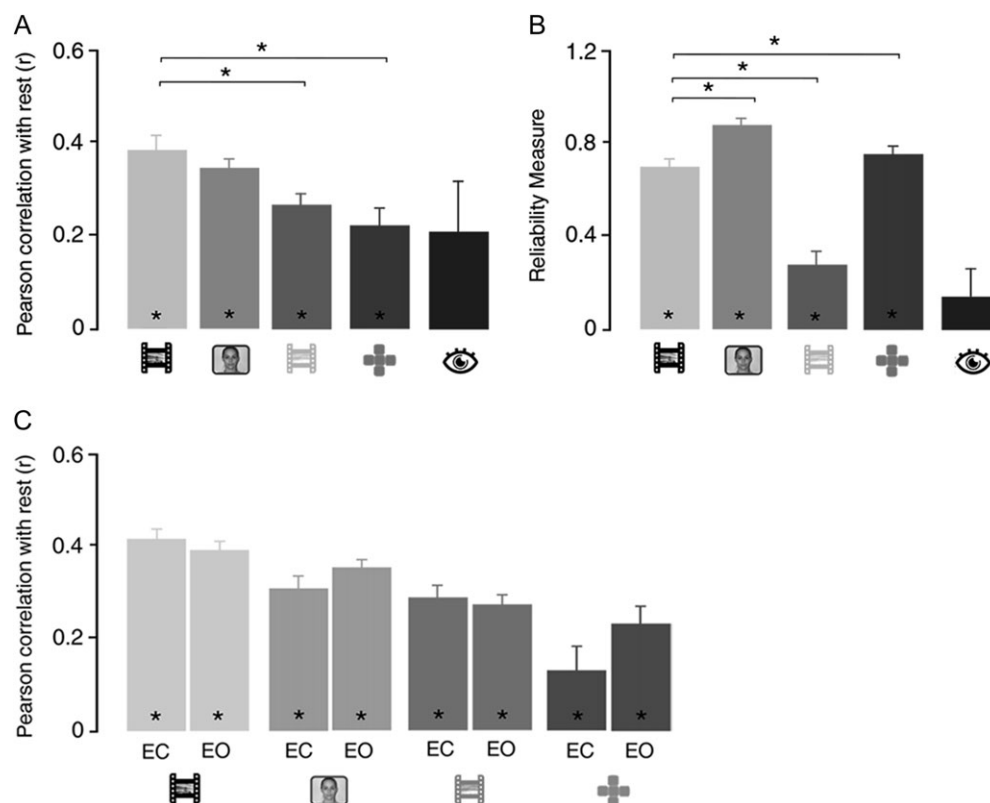 A
Pearson correlation with rest (r)
0.6
0.4
0.2
0
*
*
*
*
*
*
B
Reliability Measure
1.2
0.8
0.4
0
*
*
*
*
*
*
*
C
Pearson correlation with rest (r)
0.6
0.4
0.2
0
*
*
*
*
*
*
*
*
EC
EO
EC
EO
EC
EO
EC
EO